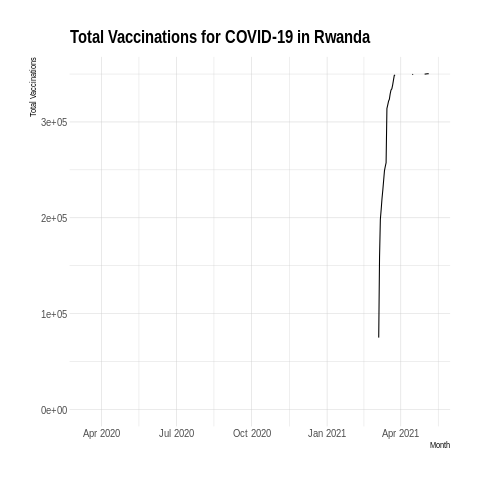 Total Vaccinations for COVID-19 in Rwanda
Total Vaccinations
3e+05
2e+05
1e+05
0e+00
Apr 2020 Jul 2020 Oct 2020 Jan 2021 Apr 2021
Month